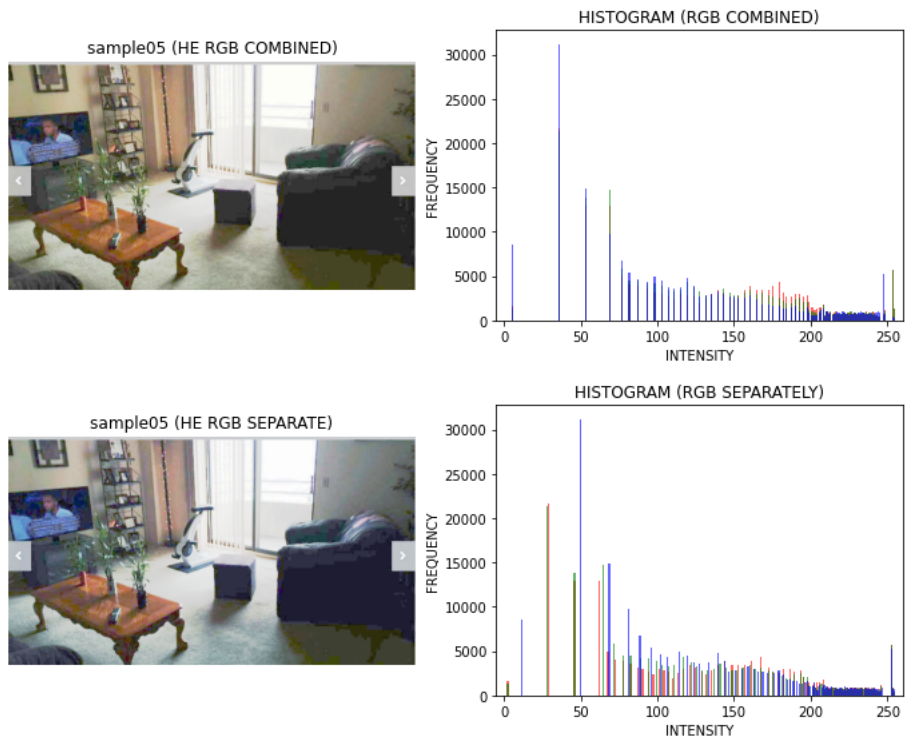 sample05 (HE RGB COMBINED)
HISTOGRAM (RGB COMBINED)
FREQUENCY
30000
25000
20000
15000
10000
5000
0
0 50 100 150 200 250
INTENSITY
sample05 (HE RGB SEPARATE)
HISTOGRAM (RGB SEPARATELY)
FREQUENCY
30000
25000
20000
15000
10000
5000
0
0 50 100 150 200 250
INTENSITY